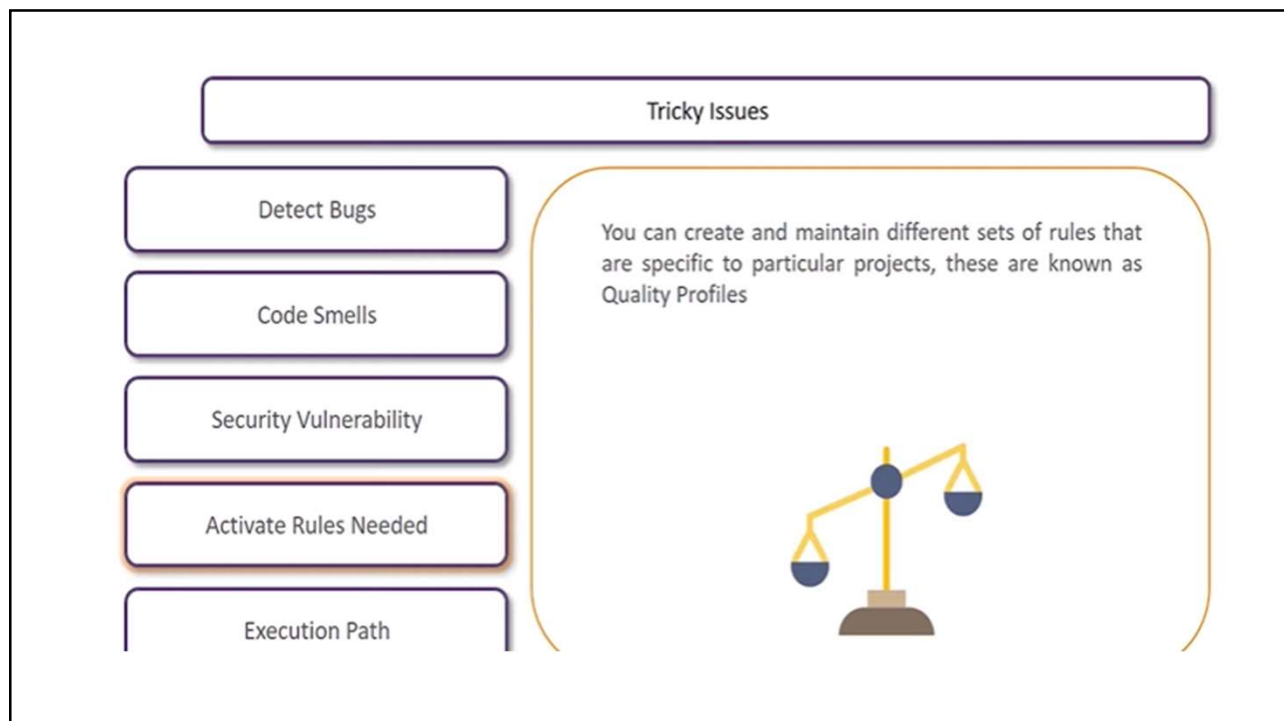 Tricky Issues
Detect Bugs
Code Smells
Security Vulnerability
Activate Rules Needed
Execution Path
You can create and maintain different sets of rules that
are specific to particular projects, these are known as
Quality Profiles